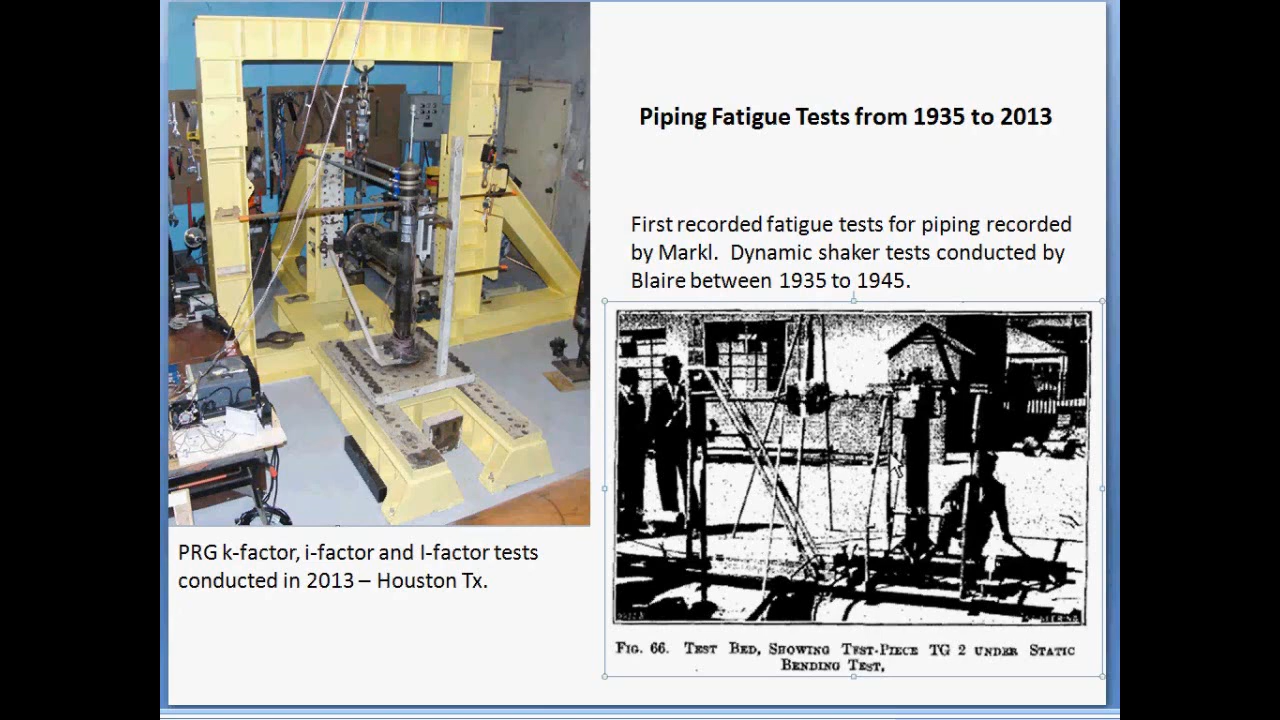 Piping Fatigue Tests from 1935 to 2013
First recorded fatigue tests for piping recorded
by Markl.  Dynamic shaker tests conducted by
Blaire between 1935 to 1945.
PRG k-factor, i-factor and I-factor tests
conducted in 2013 – Houston Tx.
FIG. 66. TEST BED, SHOWING TEST-PIECE TG 2 UNDER STATIC
BENDING TEST.